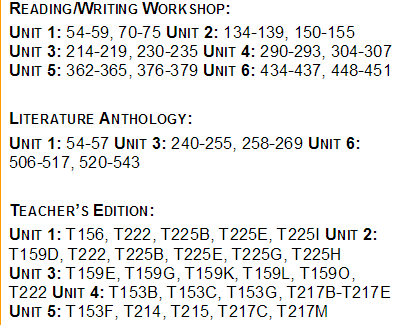 READING/WRITING WORKSHOP:
UNIT 1: 54-59, 70-75 UNIT 2: 134-139, 150-155
UNIT 3: 214-219, 230-235 UNIT 4: 290-293, 304-307
UNIT 5: 362-365, 376-379 UNIT 6: 434-437, 448-451
LITERATURE ANTHOLOGY:
UNIT 1: 54-57 UNIT 3: 240-255, 258-269 UNIT 6:
506-517, 520-543
TEACHER'S EDITION:
UNIT 1: T156, T222, T225B, T225E, T225I UNIT 2:
T159D, T222, T225B, T225E, T225G, T225H
UNIT 3: T159E, T159G, T159K, T159L, T159O,
T222 UNIT 4: T153B, T153C, T153G, T217B-T217E
UNIT 5: T153F, T214, T215, T217C, T217M